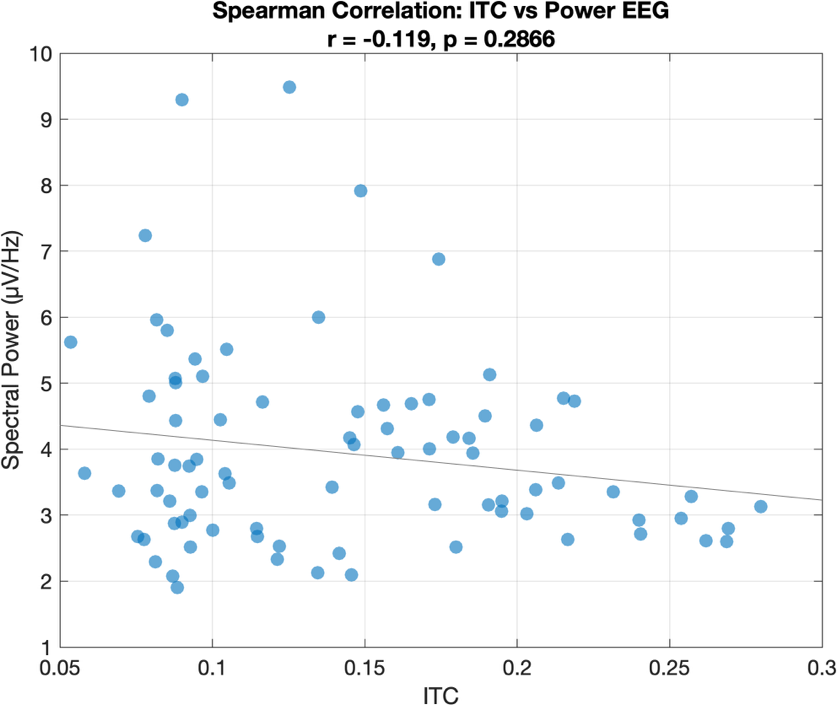 Spearman Correlation: ITC vs Power EEG
r = -0.119, p = 0.2866
10
9
8
7
6
5
4
3
2
1
Spectral Power (μV/Hz)
0.05 0.1 0.15 0.2 0.25 0.3
ITC